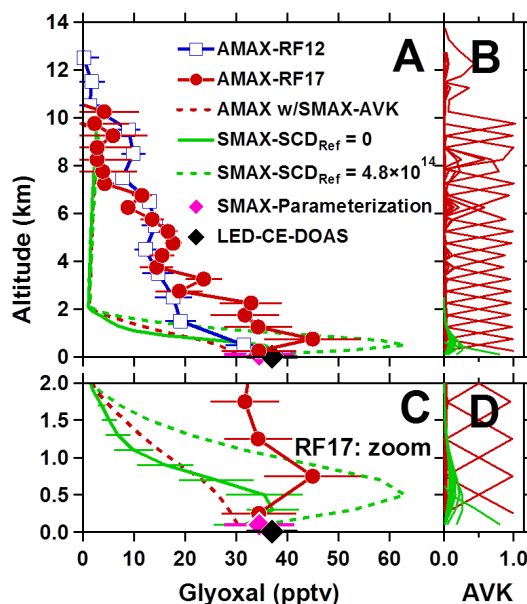 14
12
10
8
6
4
2
0
Altitude (km)
A
B
AMAX-RF12
AMAX-RF17
AMAX w/SMAX-AVK
SMAX-SCD_Ref = 0
SMAX-SCD_Ref = 4.8×10^14
SMAX-Parameterization
LED-CE-DOAS
2.0
1.5
1.0
0.5
0.0
C
D
RF17: zoom
0 10 20 30 40 50 60
0.0 1.0
Glyoxal (pptv)
AVK